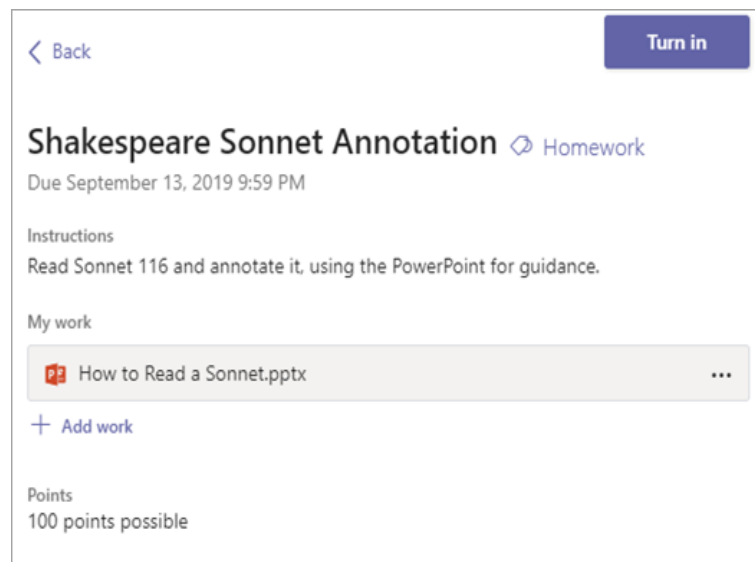 Back
Turn in
Shakespeare Sonnet Annotation Homework
Due September 13, 2019 9:59 PM
Instructions
Read Sonnet 116 and annotate it, using the PowerPoint for guidance.
My work
How to Read a Sonnet.pptx
+ Add work
Points
100 points possible